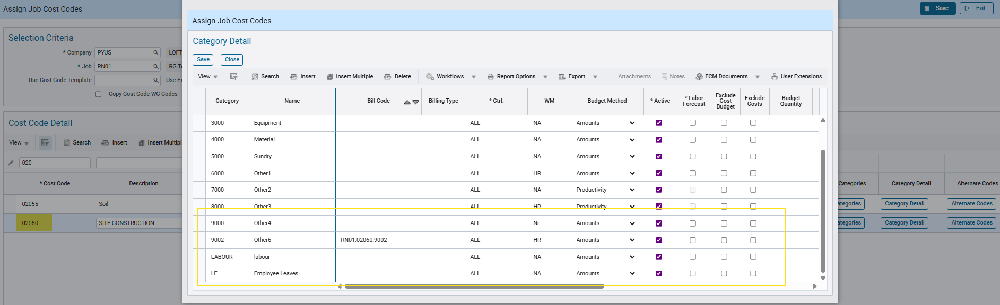 Assign Job Cost Codes
Save Exit
Selection Criteria
* Company PYUS LOFT
* Job RN01 RG Te
Use Cost Code Template Use Ex
Copy Cost Code WC Codes
Cost Code Detail
View Search Insert Insert Multipl
020
* Cost Code Description Categories Category Detail Alternate Codes
02055 Soil ategories Category Detail Alternate Codes
02060 SITE CONSTRUCTION ategories Category Detail Alternate Codes
Assign Job Cost Codes
Category Detail
Save Close
View Search Insert Insert Multiple Delete Workflows Report Options Export Attachments Notes ECM Documents User Extensions
Category Name Bill Code Billing Type * Ctrl. WM Budget Method * Active * Labor Forecast Exclude Cost Budget Exclude Costs Budget Quantity
3000 Equipment ALL NA Amounts
4000 Material ALL NA Amounts
5000 Sundry ALL NA Amounts
6000 Other1 ALL HR Amounts
7000 Other2 ALL NA Productivity
8000 Other3 ALL HR Productivity
9000 Other4 ALL Nr Amounts
9002 Other6 RN01.02060.9002 ALL HR Amounts
LABOUR labour ALL NA Amounts
LE Employee Leaves ALL NA Amounts